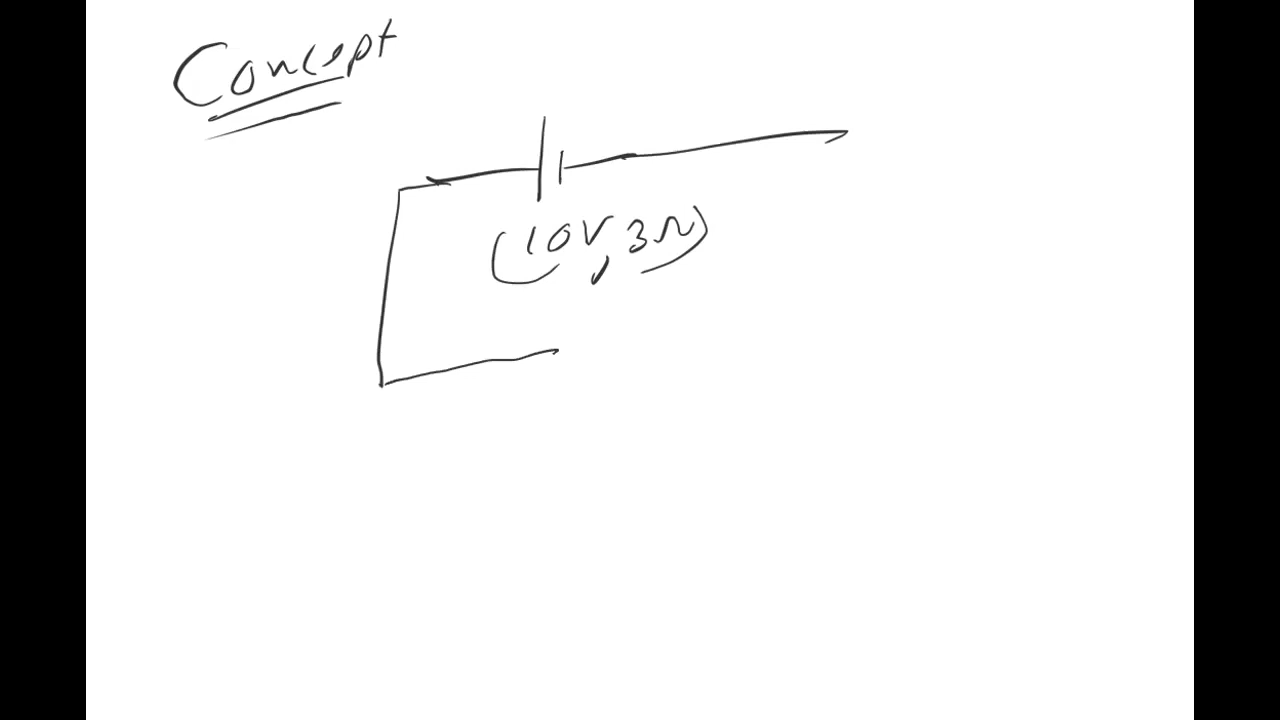 Concept
(10V, 3Ω)